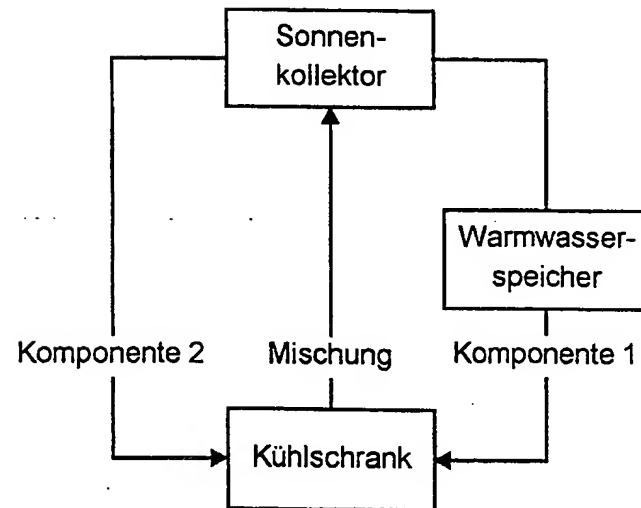 Sonnen-
kollektor
Warmwasser-
speicher
Komponente 2
Mischung
Komponente 1
Kühlschrank